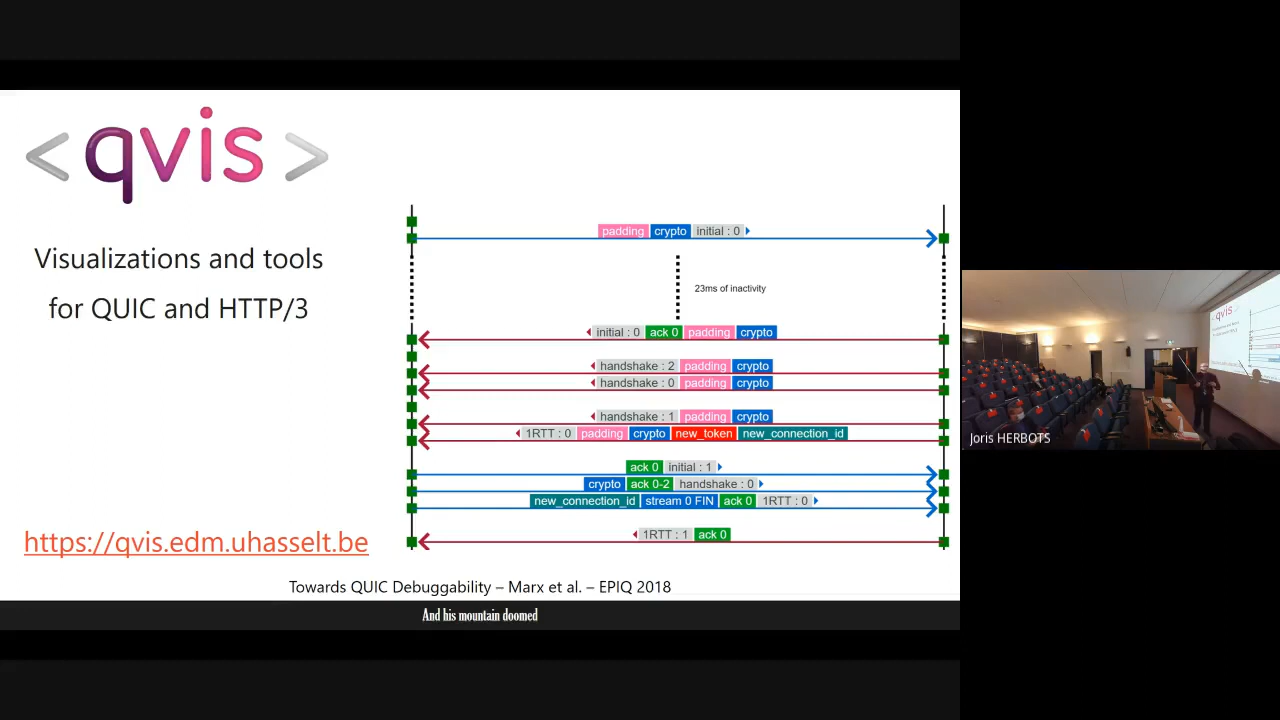 <qvis>
Visualizations and tools
for QUIC and HTTP/3
https://qvis.edm.uhasselt.be
padding crypto initial : 0
23ms of inactivity
initial : 0 ack 0 padding crypto
handshake : 2 padding crypto
handshake : 0 padding crypto
handshake : 1 padding crypto
1RTT : 0 padding crypto new_token new_connection_id
ack 0 initial : 1
crypto ack 0-2 handshake : 0
new_connection_id stream 0 FIN ack 0 1RTT : 0
1RTT : 1 ack 0
Towards QUIC Debuggability – Marx et al. – EPIQ 2018
And his mountain doomed
Joris HERBOTS
qvis